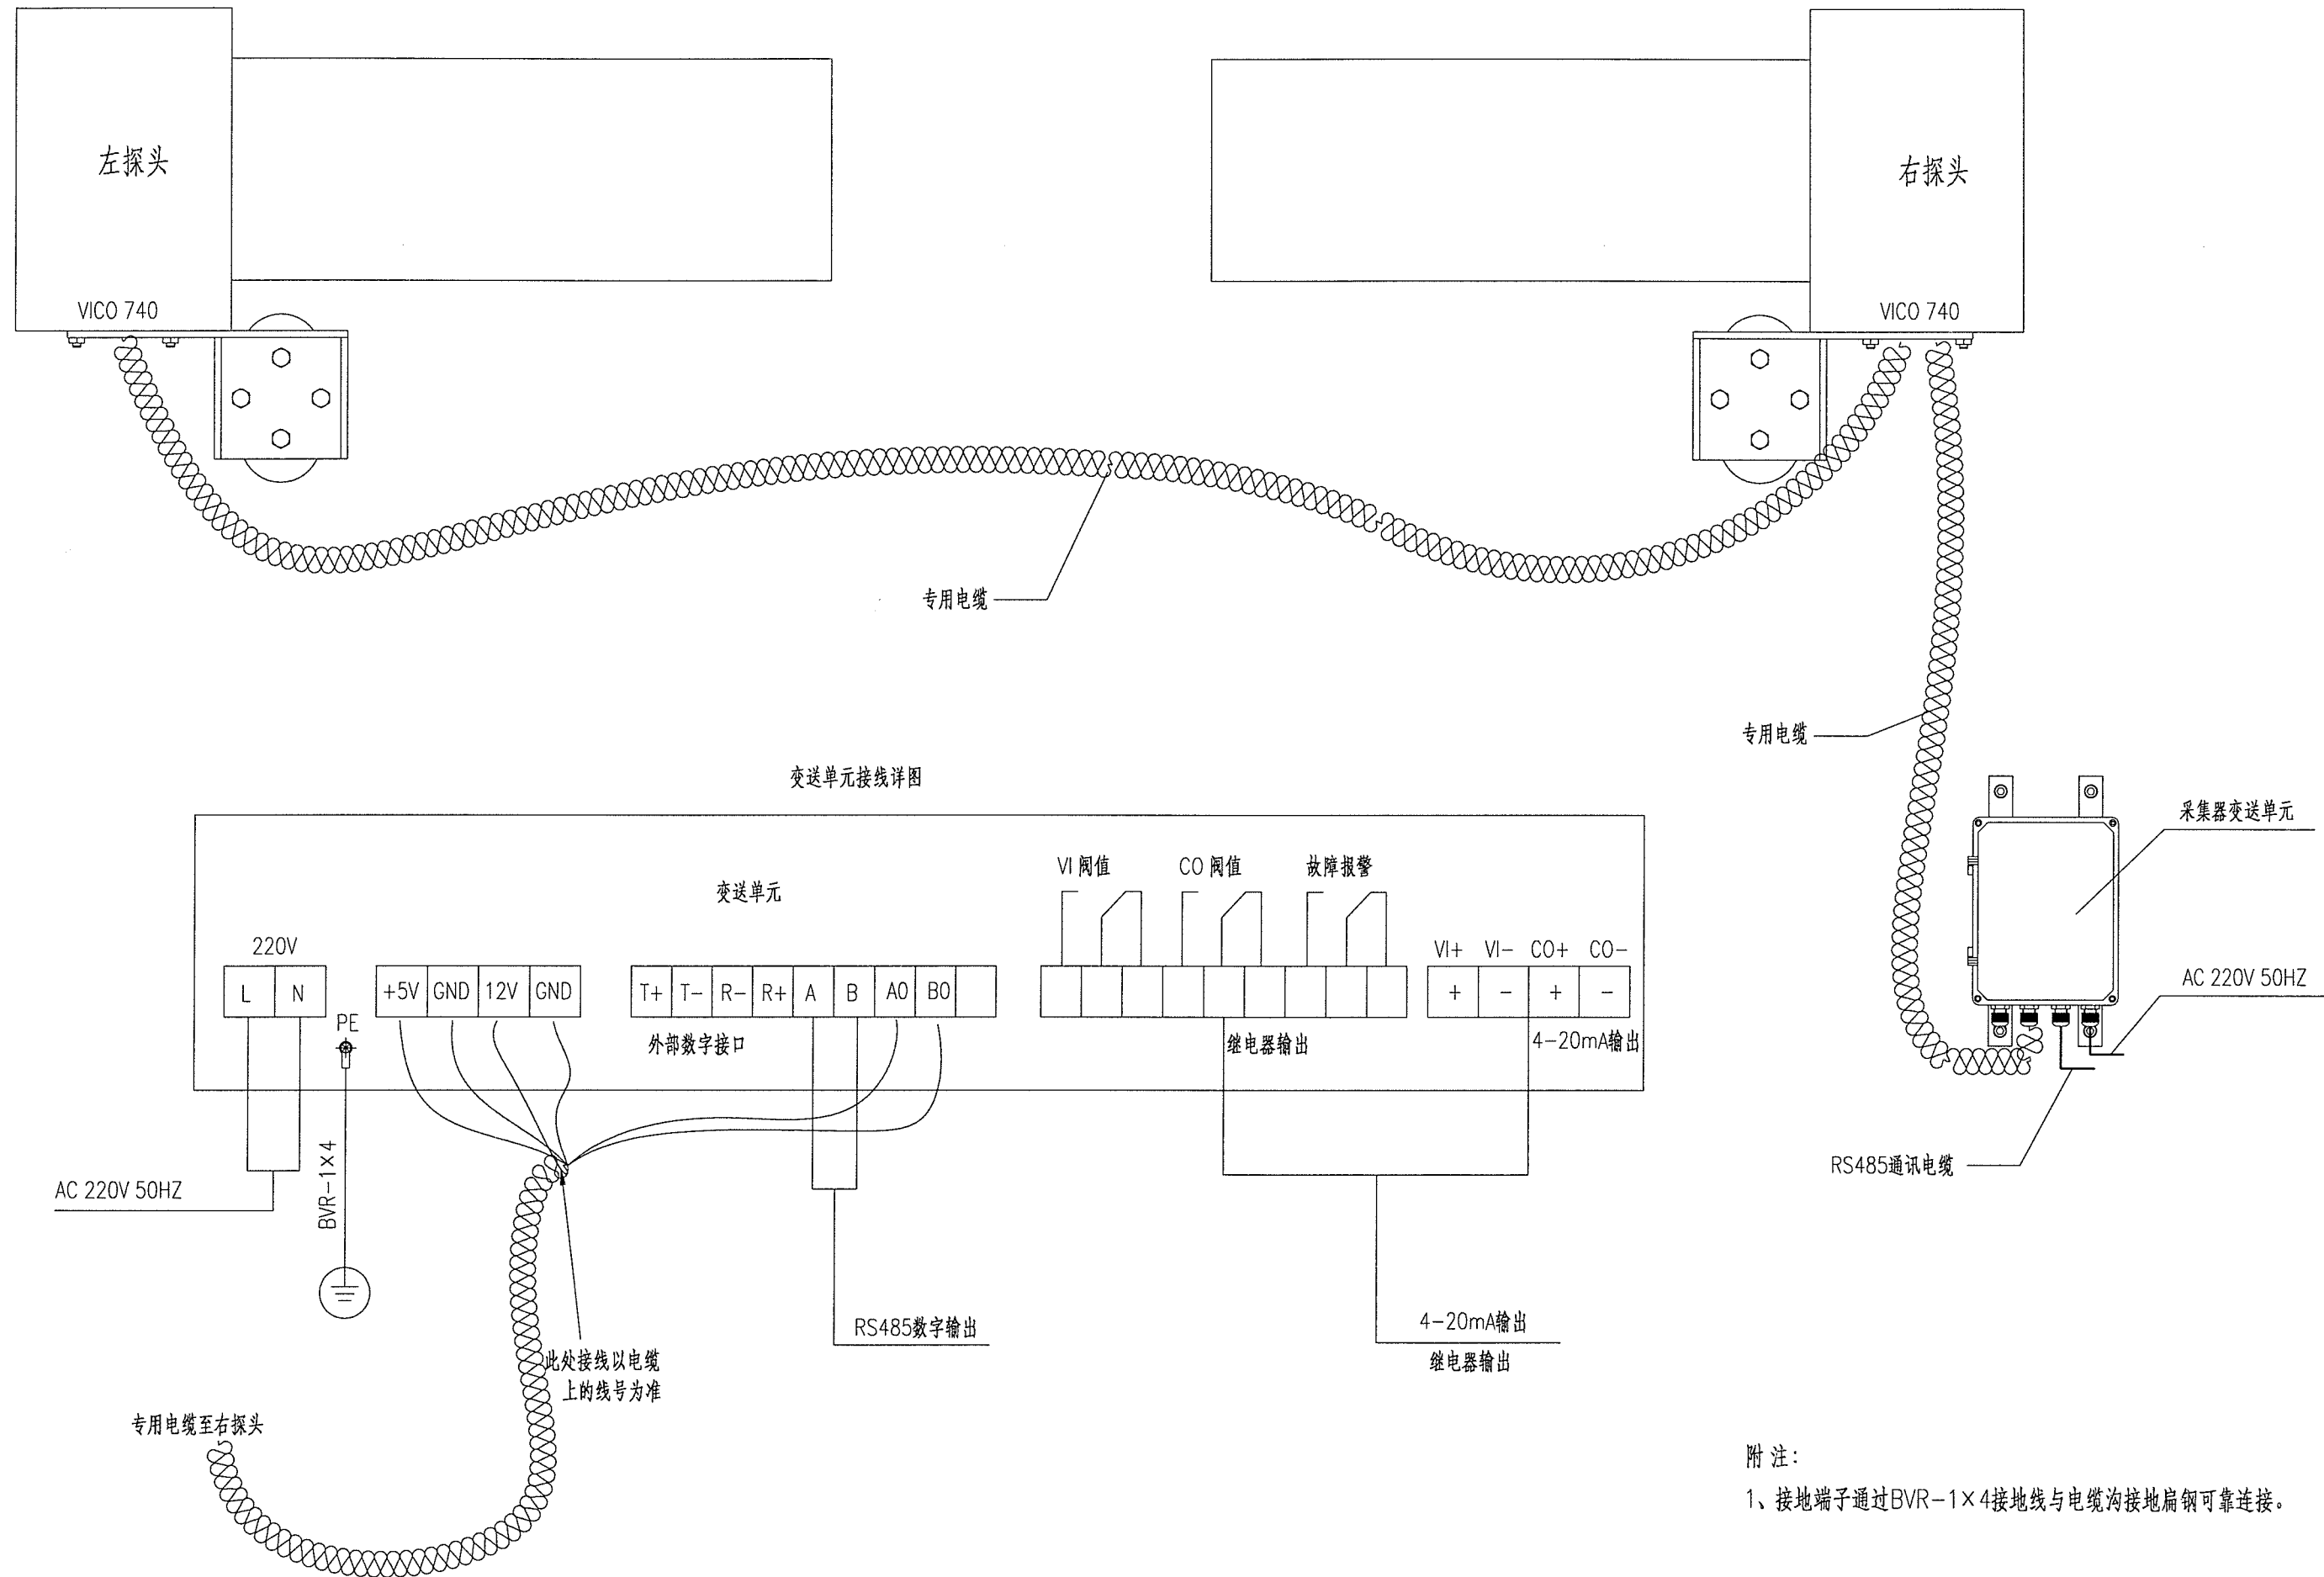 左探头
右探头
VICO 740
VICO 740
专用电缆
专用电缆
变送单元接线详图
采集器变送单元
VI 阀值
CO 阀值
故障报警
变送单元
220V
VI+ VI- CO+ CO-
L N
+5V GND 12V GND
T+ T- R- R+ A B A0 B0
+ - + -
AC 220V 50HZ
PE
外部数字接口
继电器输出
4-20mA输出
BVR-1×4
RS485通讯电缆
AC 220V 50HZ
RS485数字输出
4-20mA输出
继电器输出
此处接线以电缆
上的线号为准
专用电缆至右探头
附注：
1、接地端子通过BVR-1×4接地线与电缆沟接地扁钢可靠连接。